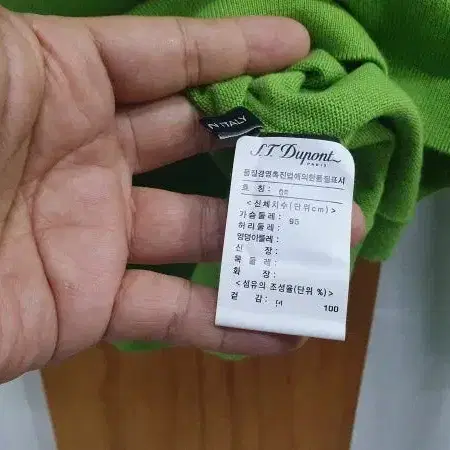 N ITALY
S.T. Dupont
PARIS
품질경영촉진법에의한품질표시
호 칭 :
<신체치수(단위cm)>
가슴둘레 : 95
허리둘레 :
엉덩이둘레 :
신 장 :
목 둘레 :
화 장 :
<섬유의 조성율(단위 %)>
겉 감 : 100